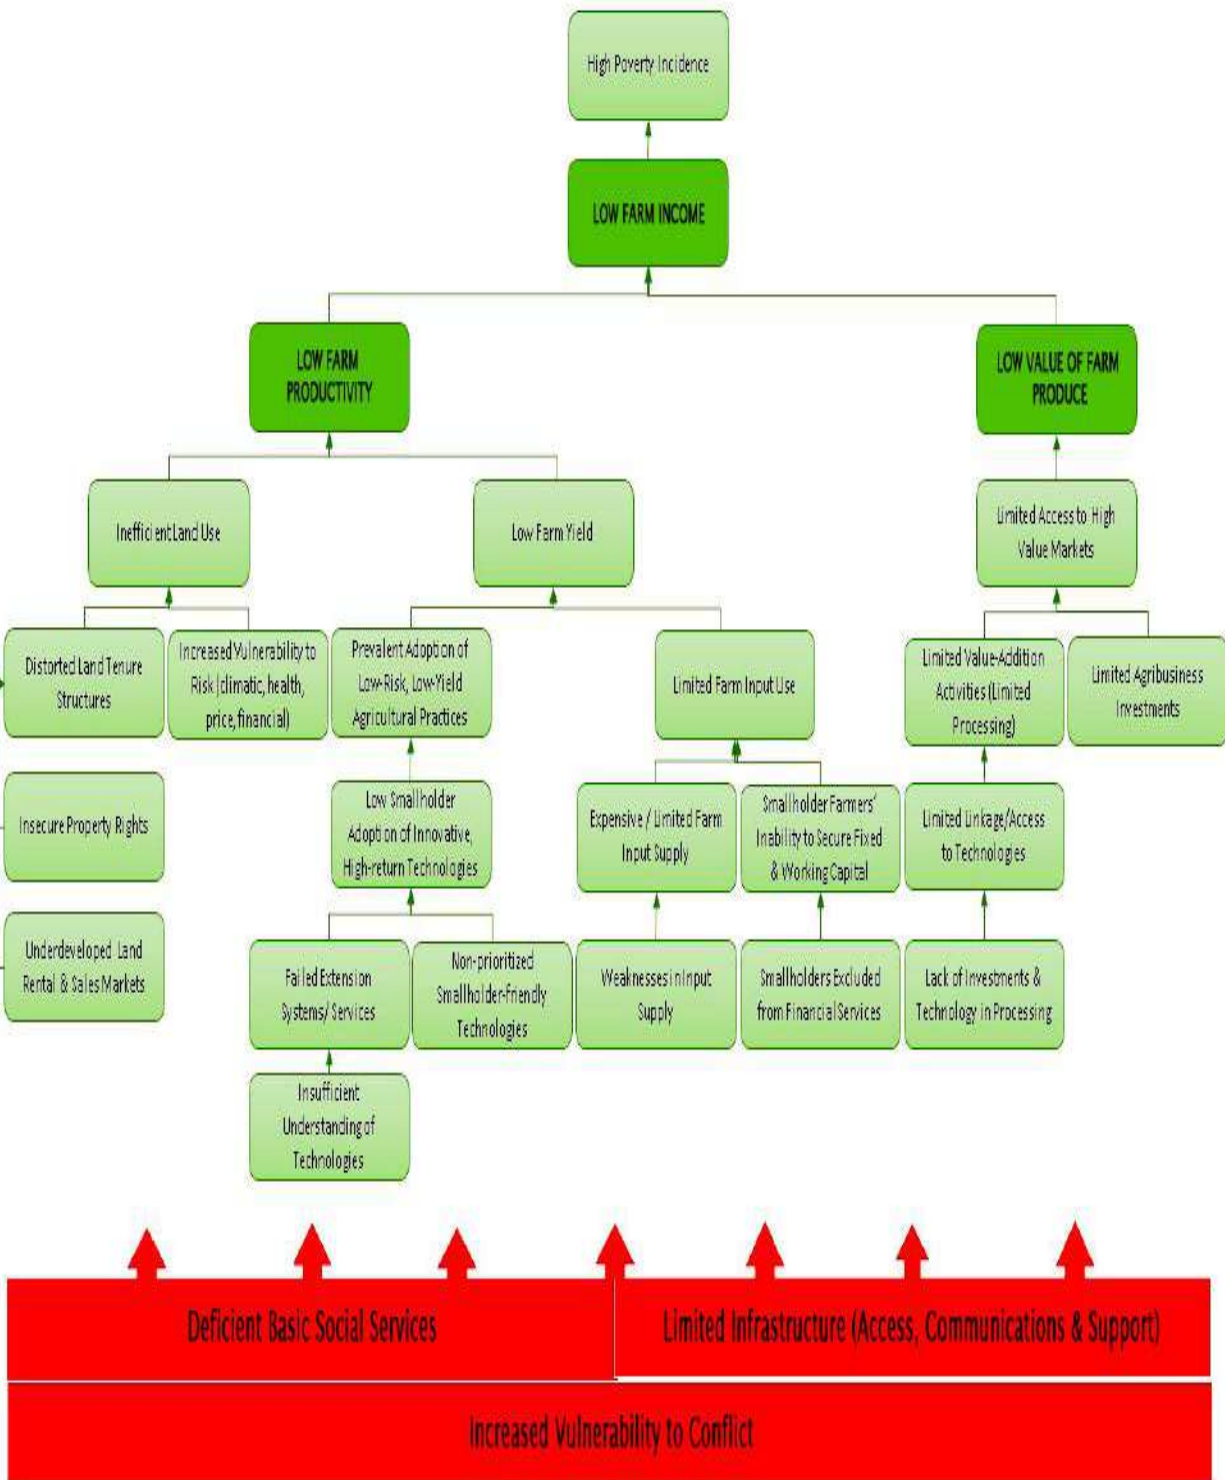 High Poverty Incidence
LOW FARM INCOME
LOW FARM
PRODUCTIVITY
LOW VALUE OF FARM
PRODUCE
Inefficient Land Use
Low Farm Yield
Limited Access to High
Value Markets
Distorted Land Tenure
Structures
Increased Vulnerability to
Risk (climatic, health,
price, financial)
Prevalent Adoption of
Low-Risk, Low-Yield
Agricultural Practices
Limited Farm Input Use
Limited Value-Addition
Activities (Limited
Processing)
Limited Agribusiness
Investments
Insecure Property Rights
Low Smallholder
Adoption of Innovative,
High-return Technologies
Expensive / Limited Farm
Input Supply
Smallholder Farmers'
Inability to Secure Fixed
& Working Capital
Limited Linkage/Access
to Technologies
Underdeveloped Land
Rental & Sales Markets
Failed Extension
Systems/ Services
Non-prioritized
Smallholder-friendly
Technologies
Weaknesses in Input
Supply
Smallholders Excluded
from Financial Services
Lack of Investments &
Technology in Processing
Insufficient
Understanding of
Technologies
Deficient Basic Social Services
Limited Infrastructure (Access, Communications & Support)
Increased Vulnerability to Conflict